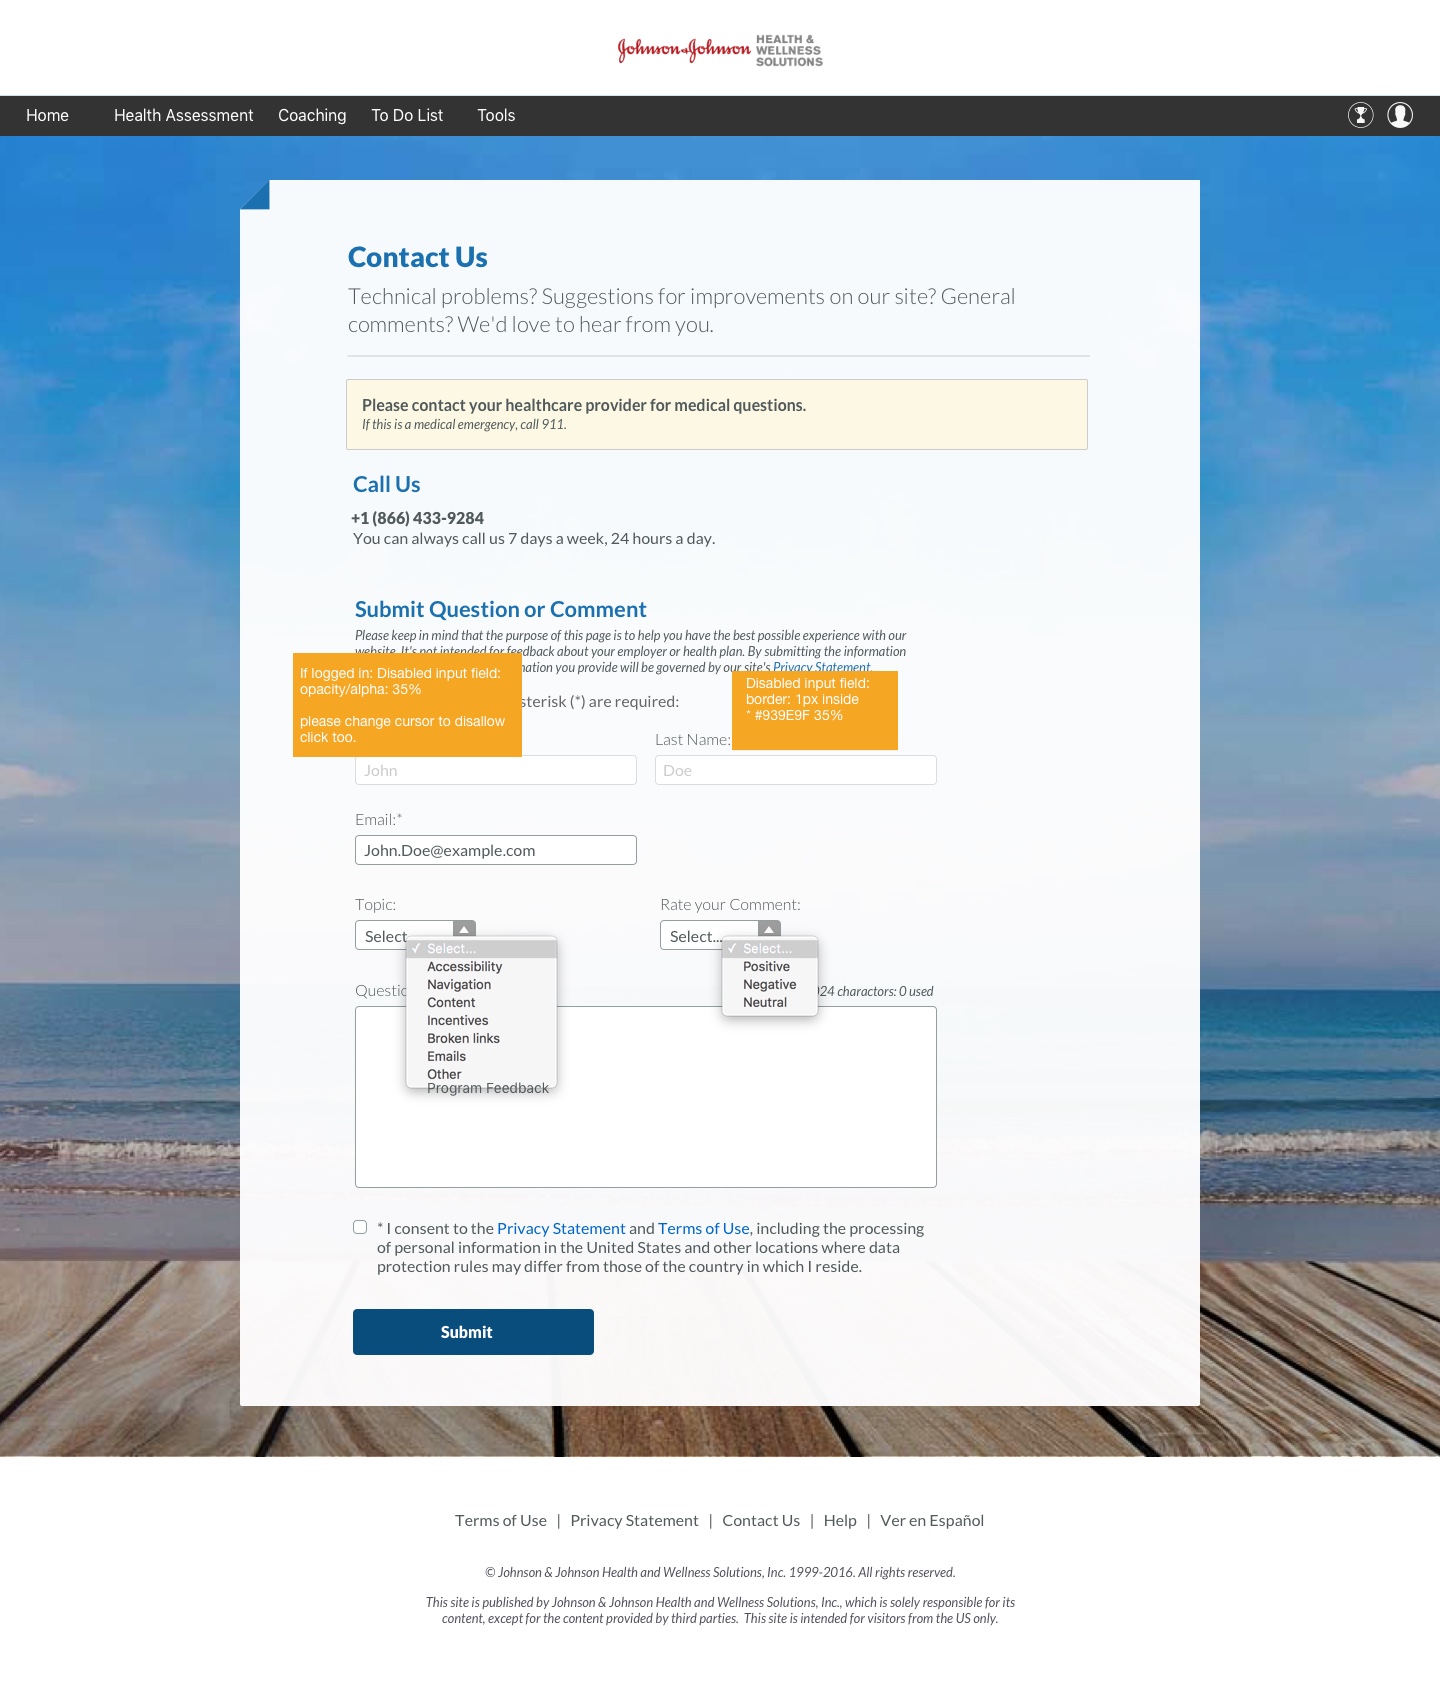 Johnson & Johnson HEALTH &
WELLNESS
SOLUTIONS
Home Health Assessment Coaching To Do List Tools
Contact Us
Technical problems? Suggestions for improvements on our site? General
comments? We'd love to hear from you.
Please contact your healthcare provider for medical questions.
If this is a medical emergency, call 911.
Call Us
+1 (866) 433-9284
You can always call us 7 days a week, 24 hours a day.
Submit Question or Comment
Please keep in mind that the purpose of this page is to help you have the best possible experience with our
website. It's not intended for feedback about your employer or health plan. By submitting the information
you provide will be governed by our site's Privacy Statement.
If logged in: Disabled input field:
opacity/alpha: 35%
please change cursor to disallow
click too.
(*) are required:
Disabled input field:
border: 1px inside
* #939E9F 35%
Last Name:
John Doe
Email:*
John.Doe@example.com
Topic: Rate your Comment:
Select Select...
✓ Select...
Accessibility
Navigation
Content
Incentives
Broken links
Emails
Other
Program Feedback
✓ Select...
Positive
Negative
Neutral
charactors: 0 used
* I consent to the Privacy Statement and Terms of Use, including the processing
of personal information in the United States and other locations where data
protection rules may differ from those of the country in which I reside.
Submit
Terms of Use | Privacy Statement | Contact Us | Help | Ver en Español
© Johnson & Johnson Health and Wellness Solutions, Inc. 1999-2016. All rights reserved.
This site is published by Johnson & Johnson Health and Wellness Solutions, Inc., which is solely responsible for its
content, except for the content provided by third parties. This site is intended for visitors from the US only.